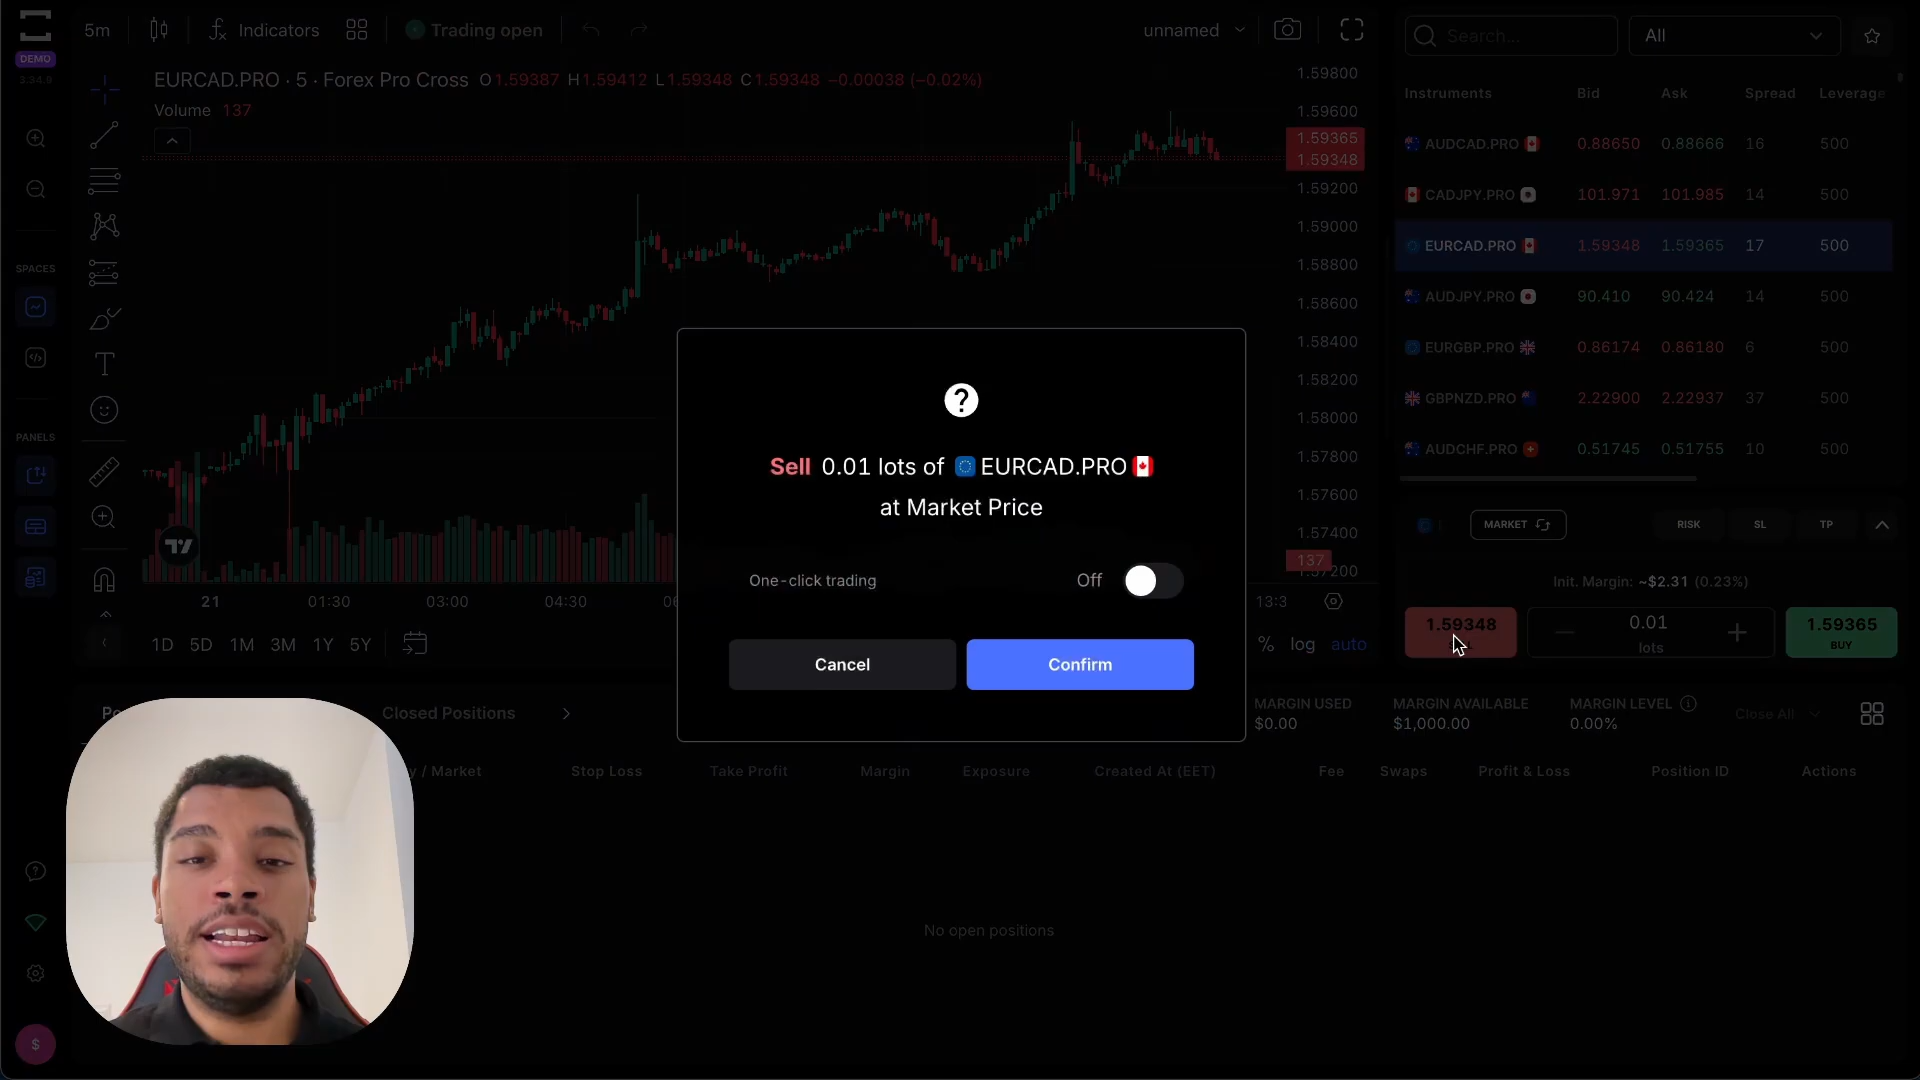 5m
Indicators
Trading open
unnamed
Search...
All
DEMO
3:34.9
EURCAD.PRO · 5 · Forex Pro Cross O1.59387 H1.59412 L1.59348 C1.59348 −0.00038 (−0.02%)
Volume 137
1.59800
1.59600
1.59365
1.59348
1.59200
1.59000
1.58800
1.58600
1.58400
1.58200
1.58000
1.57800
1.57600
1.57400
137
1.57200
Instruments Bid Ask Spread Leverage
AUDCAD.PRO 0.88650 0.88666 16 500
CADJPY.PRO 101.971 101.985 14 500
EURCAD.PRO 1.59348 1.59365 17 500
AUDJPY.PRO 90.410 90.424 14 500
EURGBP.PRO 0.86174 0.86180 6 500
GBPNZD.PRO 2.22900 2.22937 37 500
AUDCHF.PRO 0.51745 0.51755 10 500
SPACES
PANELS
Sell 0.01 lots of EURCAD.PRO
at Market Price
One-click trading Off
Cancel
Confirm
MARKET
RISK
SL
TP
Init. Margin: ~$2.31 (0.23%)
1.59348
0.01
lots
1.59365
BUY
21 01:30 03:00 04:30 13:3
1D 5D 1M 3M 1Y 5Y
% log auto
Closed Positions
MARGIN USED
$0.00
MARGIN AVAILABLE
$1,000.00
MARGIN LEVEL
0.00%
Close All
/ Market Stop Loss Take Profit Margin Exposure Created At (EET) Fee Swaps Profit & Loss Position ID Actions
No open positions
$